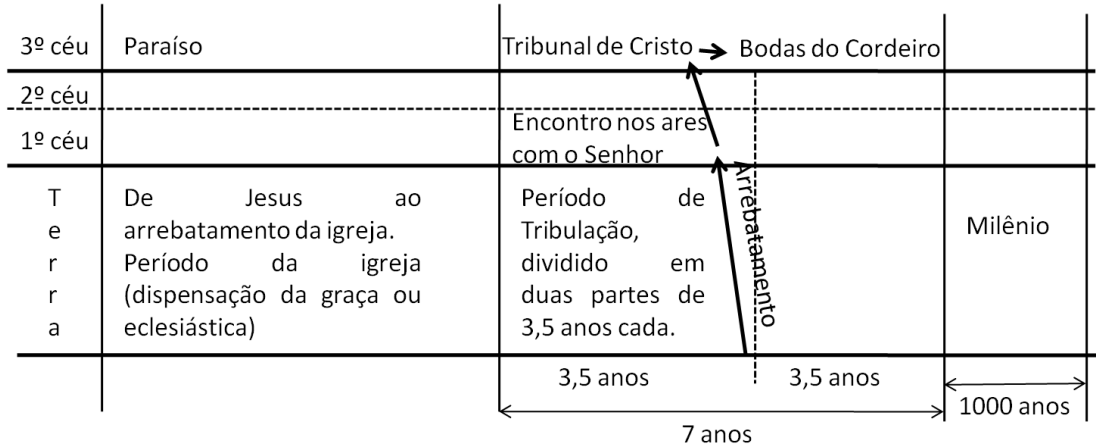 3º céu
Paraíso
Tribunal de Cristo
Bodas do Cordeiro
2º céu
1º céu
Encontro nos ares
com o Senhor
Arrebatamento
T
e
r
r
a
De Jesus ao
arrebatamento da igreja.
Período da igreja
(dispensação da graça ou
eclesiástica)
Período de
Tribulação,
dividido em
duas partes de
3,5 anos cada.
Milênio
3,5 anos
3,5 anos
7 anos
1000 anos